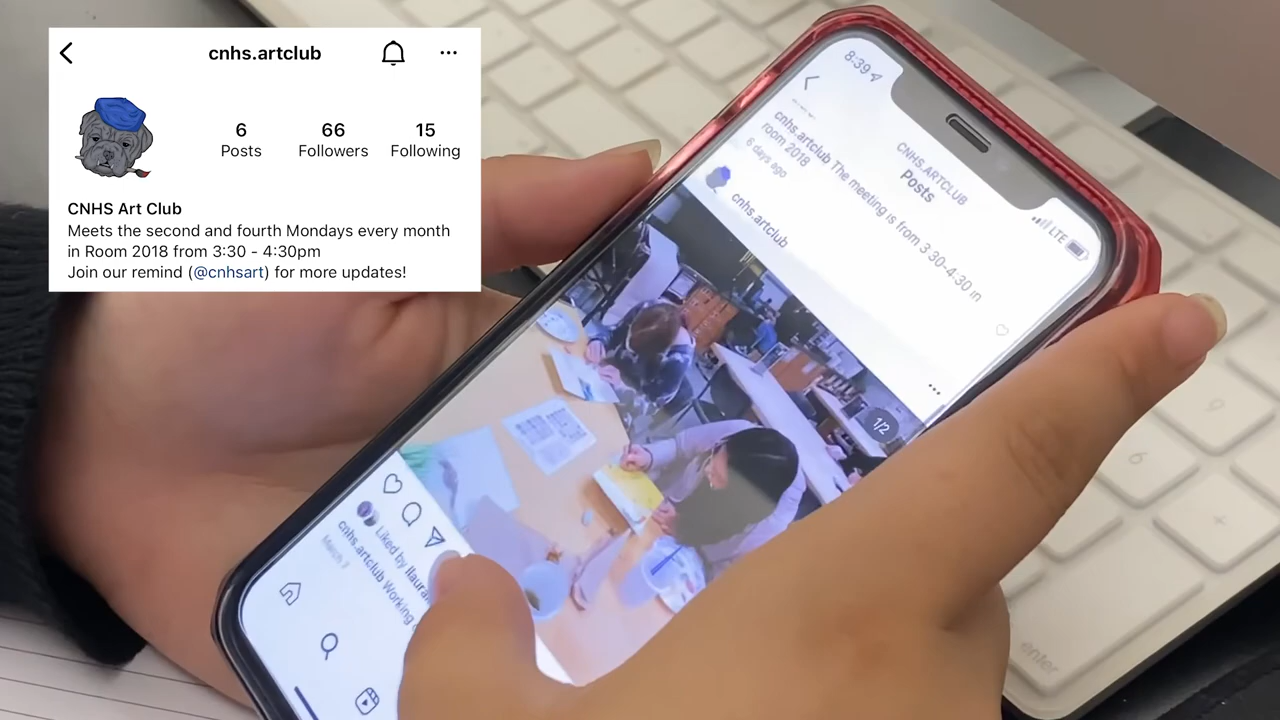 cnhs.artclub
6
66
15
Posts
Followers
Following
CNHS Art Club
Meets the second and fourth Mondays every month
in Room 2018 from 3:30 - 4:30pm
Join our remind (@cnhsart) for more updates!
8:39
LTE
CNHS.ARTCLUB
Posts
cnhs.artclub The meeting is from 3:30-4:30 in
room 2018
6 days ago
cnhs.artclub
1/2
Liked by
cnhs.artclub Working
March 7
9
6
+
enter